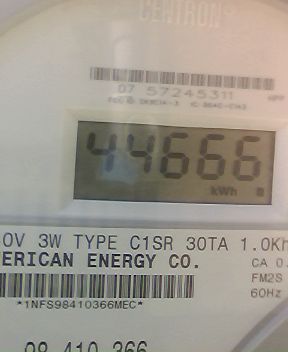 CENTRON®
07 57245311
44666
kWh
0V 3W TYPE C1SR 30TA 1.0Kh
ERICAN ENERGY CO.
CA 0.
FM2S
60Hz
*1NFS98410366MEC*
98 410 366